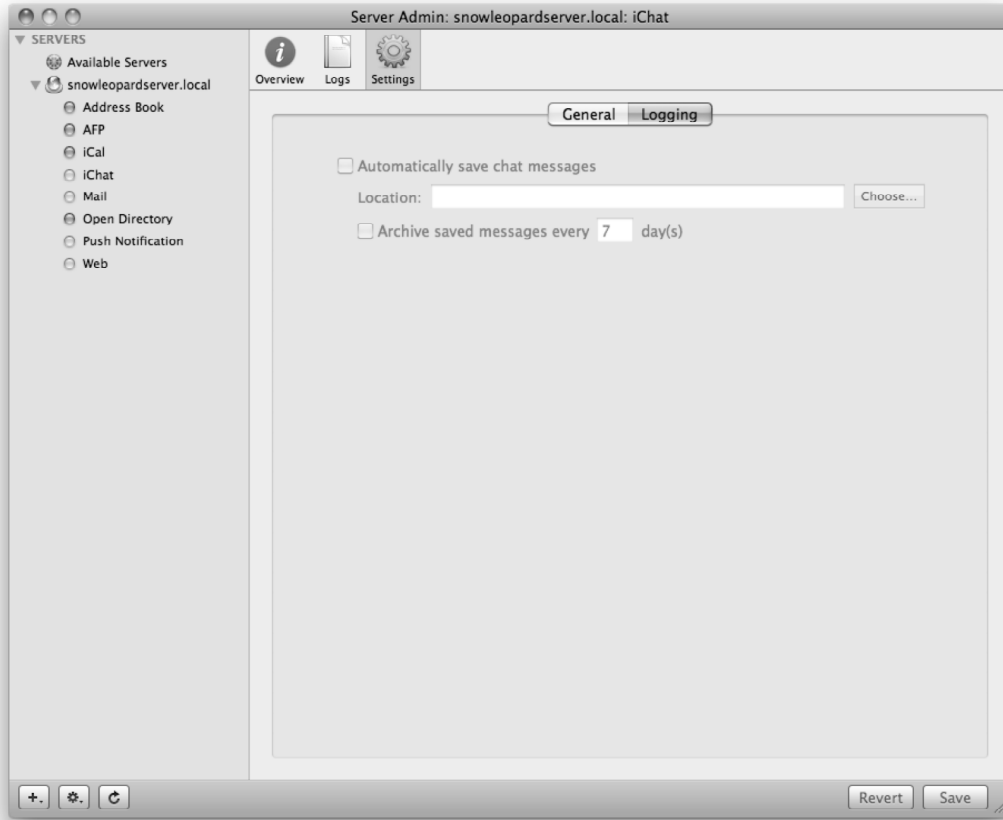 Server Admin: snowleopardserver.local: iChat
SERVERS
Available Servers
snowleopardserver.local
Address Book
AFP
iCal
iChat
Mail
Open Directory
Push Notification
Web
Overview Logs Settings
General Logging
Automatically save chat messages
Location: Choose...
Archive saved messages every 7 day(s)
Revert Save